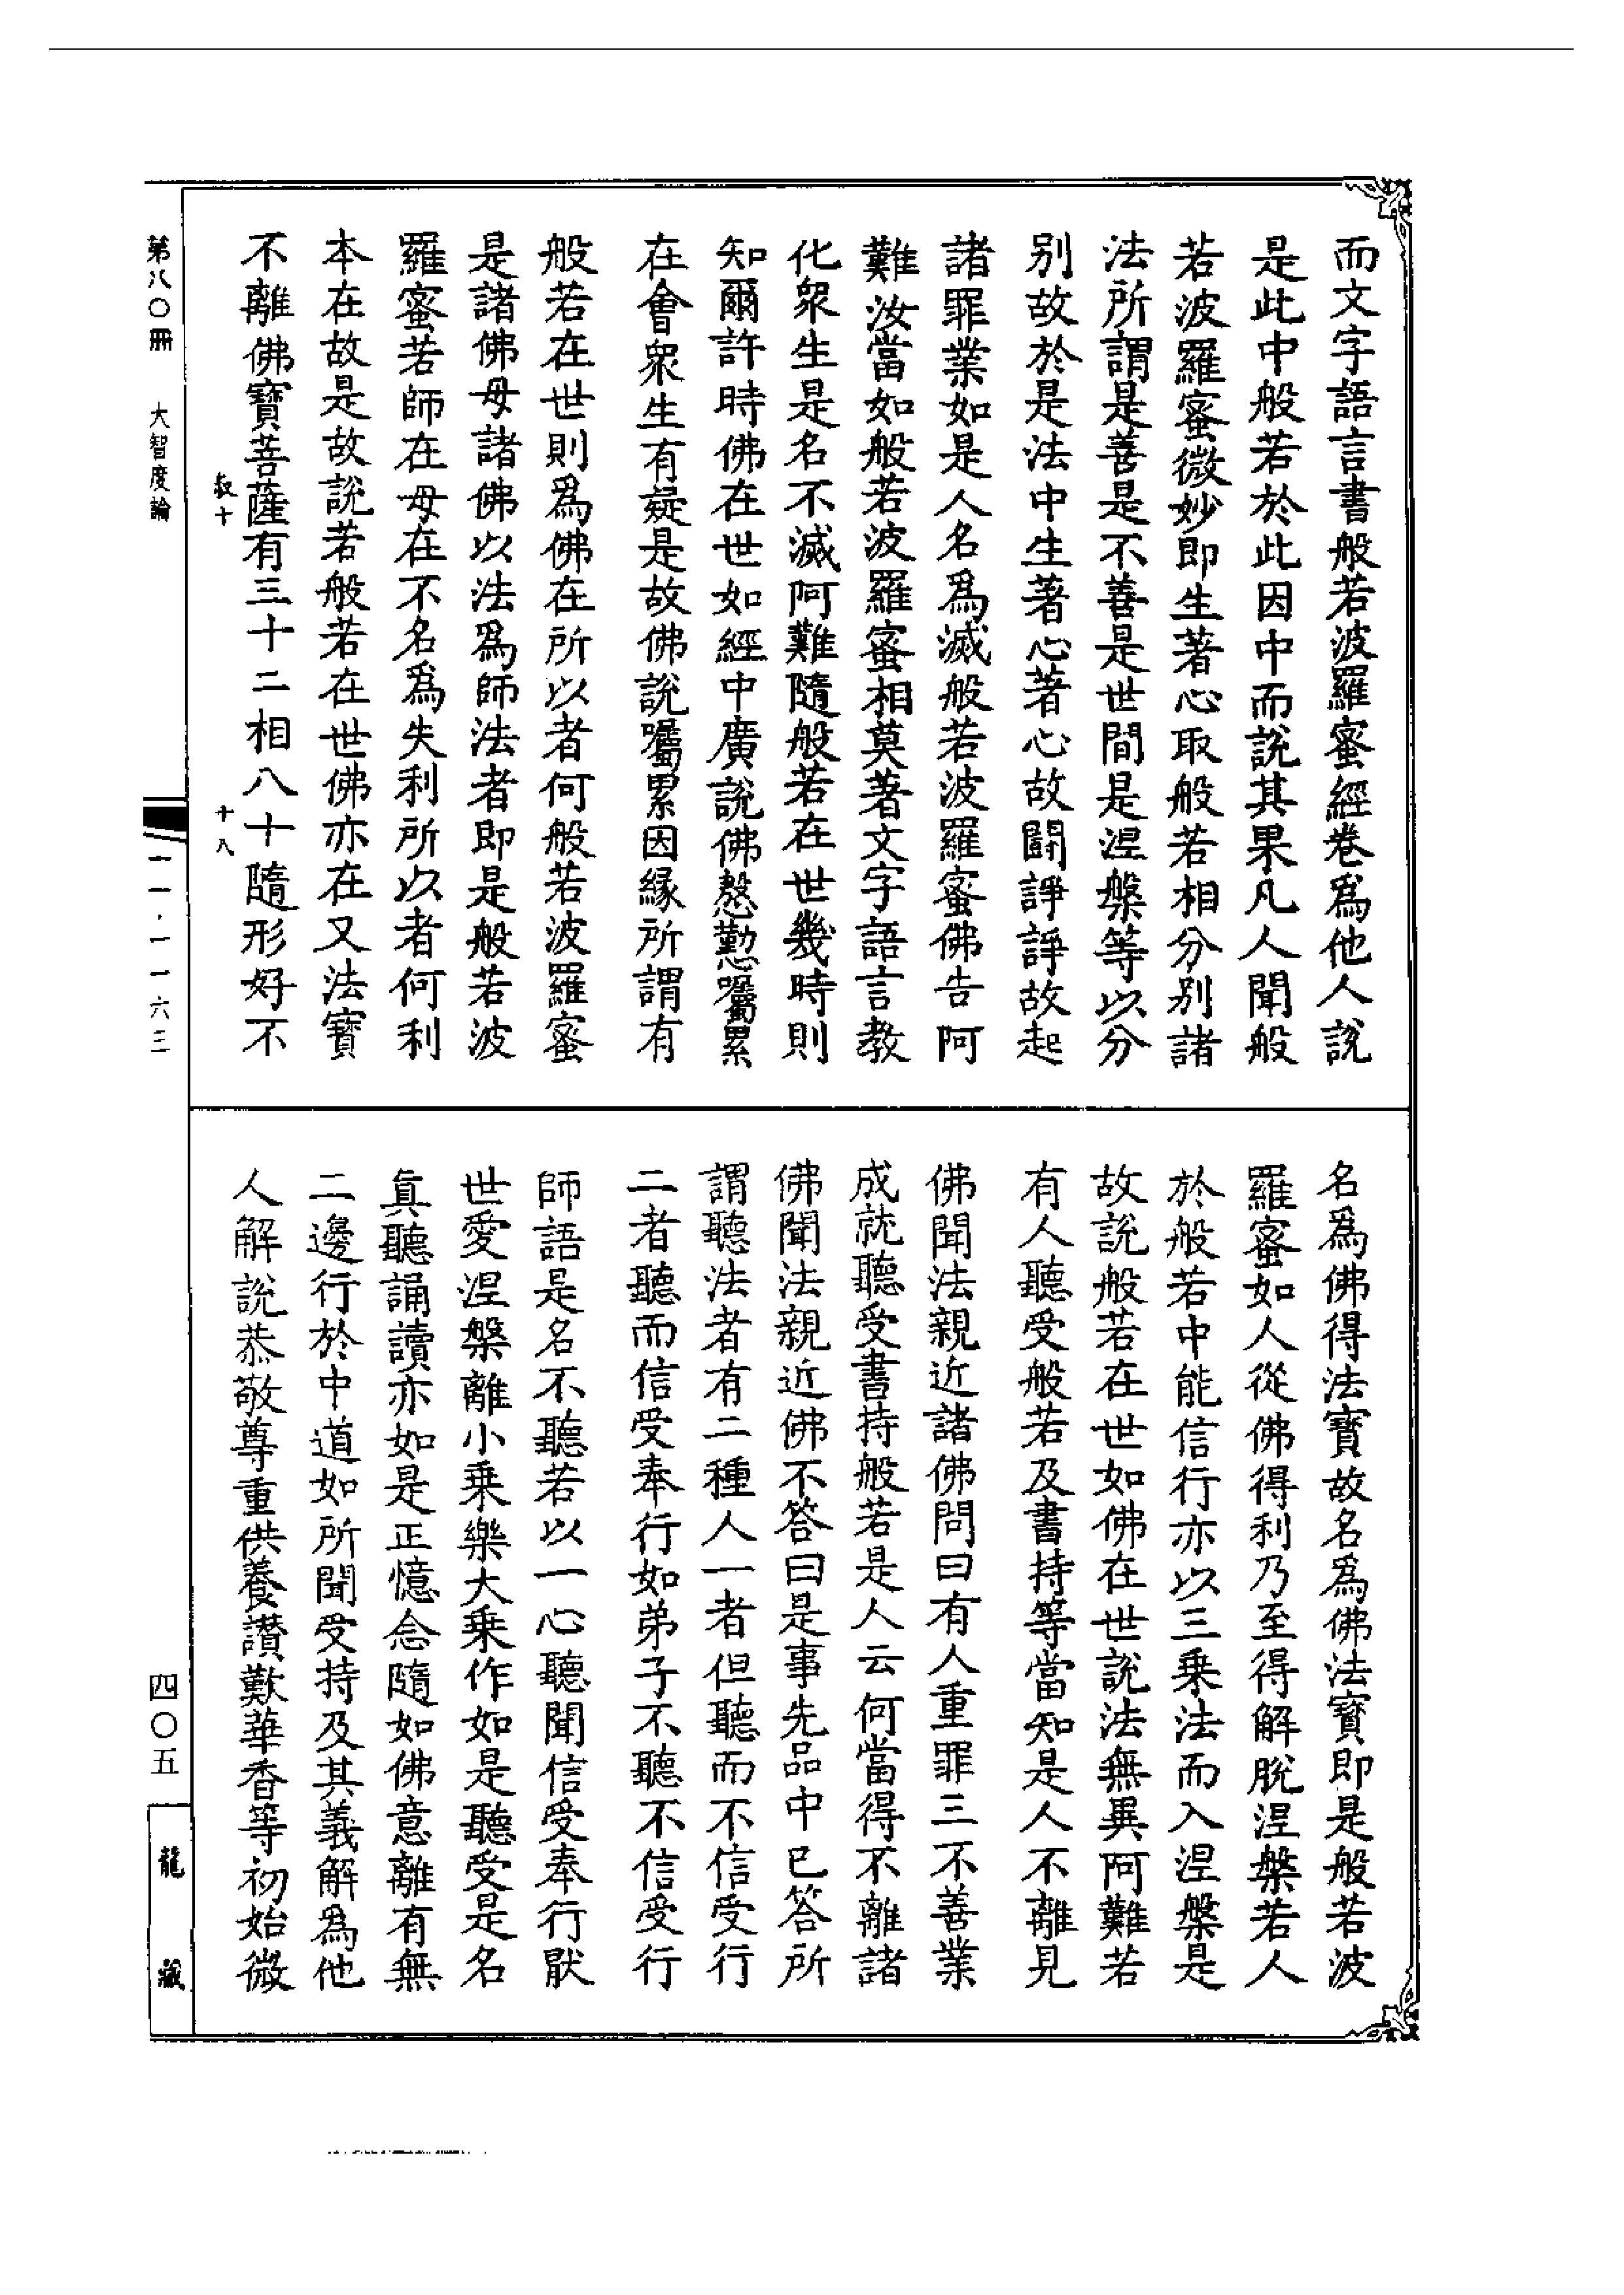 而文字語言書般若波羅蜜經卷爲他人說
是此中般若於此因中而說其果凡人聞般
若波羅蜜微妙即生著心取般若相分別諸
法所謂是善是不善是世間是涅槃等以分
別故於是法中生著心著心故鬪諍諍故起
諸罪業如是人名爲滅般若波羅蜜佛告阿
難汝當如般若波羅蜜相莫著文字語言教
化衆生是名不滅阿難隨般若在世幾時則
知爾許時佛在世如經中廣說佛慇懃囑累
在會衆生有疑是故佛說囑累因緣所謂有
般若在世則爲佛在所以者何般若波羅蜜
是諸佛母諸佛以法爲師法者即是般若波
羅蜜若師在母在不名爲失利所以者何利
本在故是故說若般若在世佛亦在又法寶
不離佛寶菩薩有三十二相八十隨形好不
名爲佛得法寶故名爲佛法寶即是般若波
羅蜜如人從佛得利乃至得解脫涅槃若人
於般若中能信行亦以三乗法而入涅槃是
故說般若在世如佛在世說法無異阿難若
有人聽受般若及書持等當知是人不離見
佛聞法親近諸佛問曰有人重罪三不善業
成就聽受書持般若是人云何當得不離諸
佛聞法親近佛不答曰是事先品中已答所
謂聽法者有二種人一者但聽而不信受行
二者聽而信受奉行如弟子不聽不信受行
師語是名不聽若以一心聽聞信受奉行猒
世愛涅槃離小乗樂大乗作如是聽受是名
眞聽誦讀亦如是正憶念隨如佛意離有無
二邊行於中道如所聞受持及其義解爲他
人解說恭敬尊重供養讚歎華香等初始微
叔十
十八
第八〇冊 大智度論
一一·一一六三
四〇五
龍藏